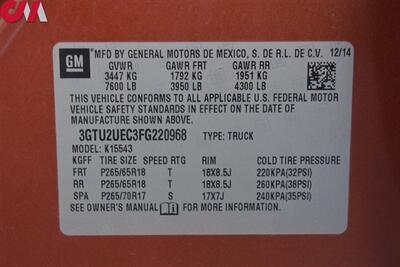 GM
MFD BY GENERAL MOTORS DE MEXICO, S. DE R.L. DE C.V. 12/14
GVWR GAWR FRT GAWR RR
3447 KG 1792 KG 1951 KG
7600 LB 3950 LB 4300 LB
THIS VEHICLE CONFORMS TO ALL APPLICABLE U.S. FEDERAL MOTOR
VEHICLE SAFETY STANDARDS IN EFFECT ON THE DATE OF
MANUFACTURE SHOWN ABOVE.
3GTU2UEC3FG220968 TYPE: TRUCK
MODEL: K15543
KGFF TIRE SIZE SPEED RTG RIM COLD TIRE PRESSURE
FRT P265/65R18 T 18X8.5J 220KPA(32PSI)
RR P265/65R18 T 18X8.5J 260KPA(38PSI)
SPA P265/70R17 S 17X7J 240KPA(35PSI)
SEE OWNER'S MANUAL FOR MORE INFORMATION.